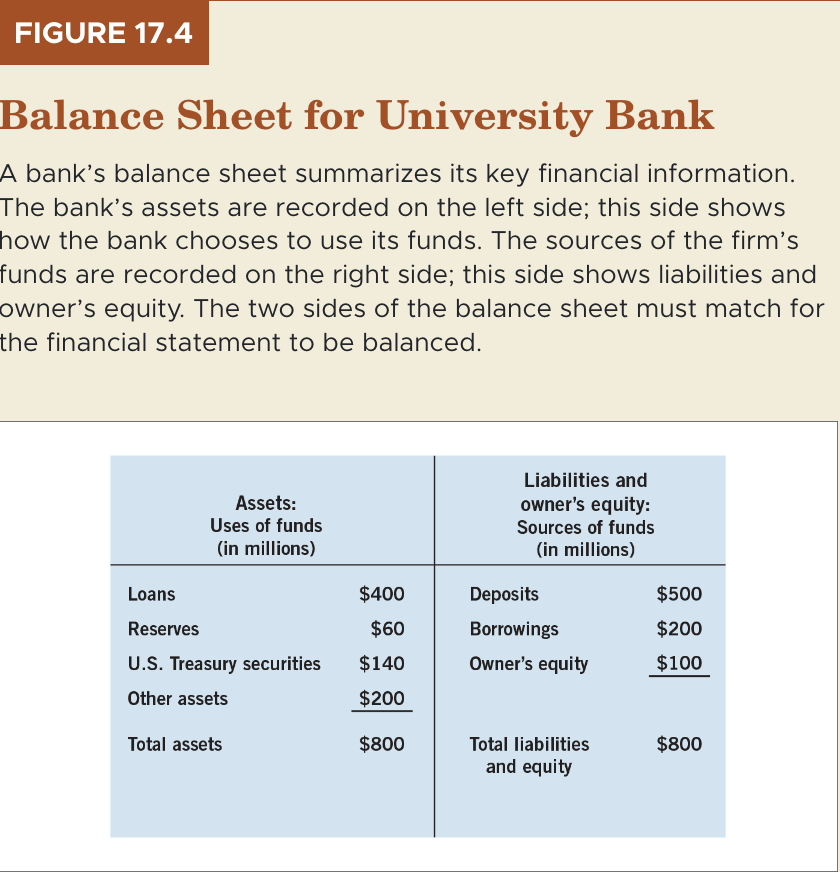 FIGURE 17.4
Balance Sheet for University Bank
A bank's balance sheet summarizes its key financial information.
The bank's assets are recorded on the left side; this side shows
how the bank chooses to use its funds. The sources of the firm's
funds are recorded on the right side; this side shows liabilities and
owner's equity. The two sides of the balance sheet must match for
the financial statement to be balanced.
Assets:
Uses of funds
(in millions)
Liabilities and
owner's equity:
Sources of funds
(in millions)
Loans $400 Deposits $500
Reserves $60 Borrowings $200
U.S. Treasury securities $140 Owner's equity $100
Other assets $200
Total assets $800 Total liabilities $800
and equity